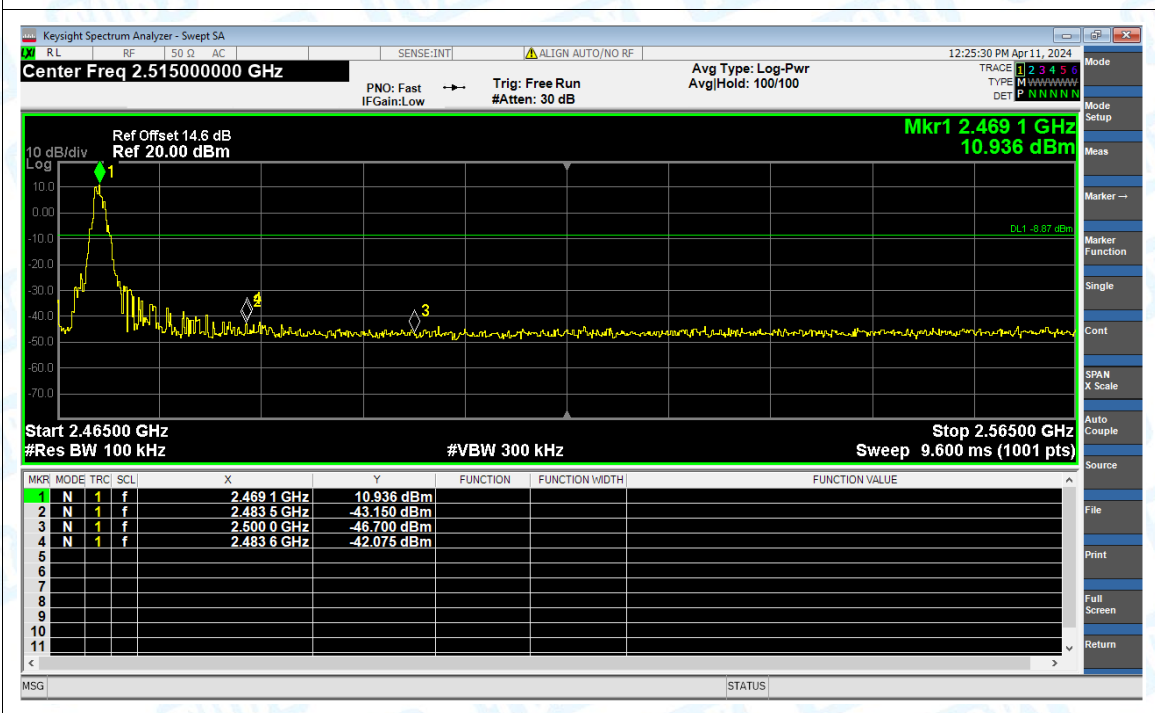 Keysight Spectrum Analyzer - Swept SA
LXI RL RF 50 Ω AC SENSE:INT ALIGN AUTO/NO RF 12:25:30 PM Apr 11, 2024
Center Freq 2.515000000 GHz
PNO: Fast
IFGain:Low
Trig: Free Run
#Atten: 30 dB
Avg Type: Log-Pwr
Avg|Hold: 100/100
TRACE 1 2 3 4 5 6
TYPE M WWWWW
DET P N N N N N
Ref Offset 14.6 dB
10 dB/div Ref 20.00 dBm
Log
Mkr1 2.469 1 GHz
10.936 dBm
1
10.0
0.00
DL1 -8.87 dBm
-10.0
-20.0
-30.0
2
4
3
-40.0
-50.0
-60.0
-70.0
Start 2.46500 GHz Stop 2.56500 GHz
#Res BW 100 kHz #VBW 300 kHz Sweep 9.600 ms (1001 pts)
MKR MODE TRC SCL X Y FUNCTION FUNCTION WIDTH FUNCTION VALUE
1 N 1 f 2.469 1 GHz 10.936 dBm
2 N 1 f 2.483 5 GHz -43.150 dBm
3 N 1 f 2.500 0 GHz -46.700 dBm
4 N 1 f 2.483 6 GHz -42.075 dBm
5
6
7
8
9
10
11
MSG STATUS
Mode
Mode
Setup
Meas
Marker →
Marker
Function
Single
Cont
SPAN
X Scale
Auto
Couple
Source
File
Print
Full
Screen
Return